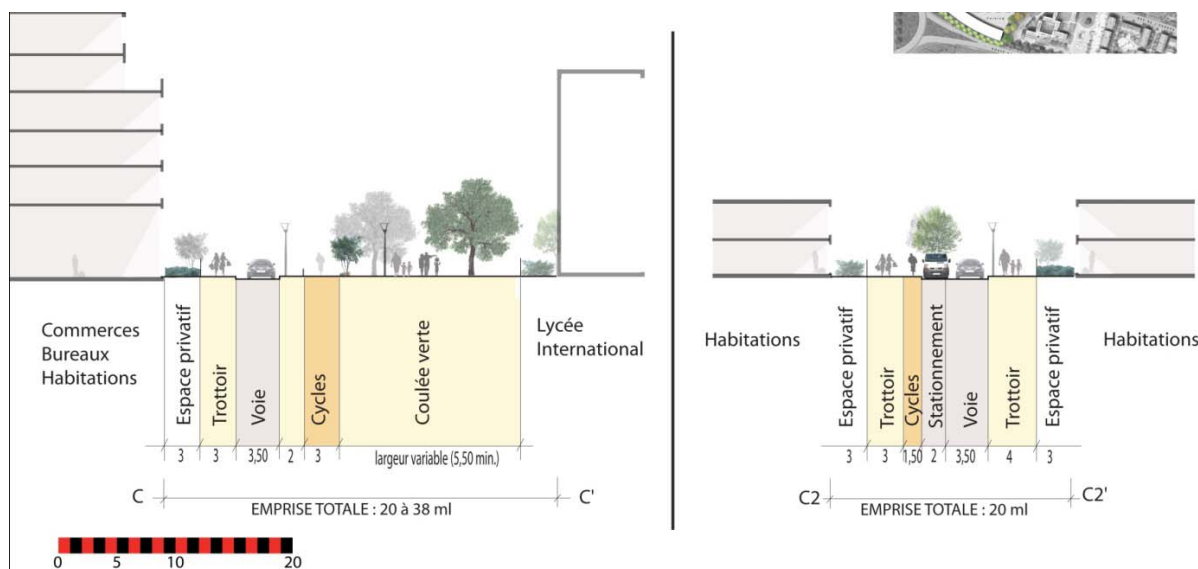 Commerces
Bureaux
Habitations
Espace privatif
Trottoir
Voie
Cycles
Coulée verte
Lycée
International
3
3
3,50
2
3
largeur variable (5,50 min.)
C
C'
EMPRISE TOTALE : 20 à 38 ml
0
5
10
20
Habitations
Espace privatif
Trottoir
Cycles
Stationnement
Voie
Trottoir
Espace privatif
Habitations
3
3
1,50
2
3,50
4
3
C2
C2'
EMPRISE TOTALE : 20 ml